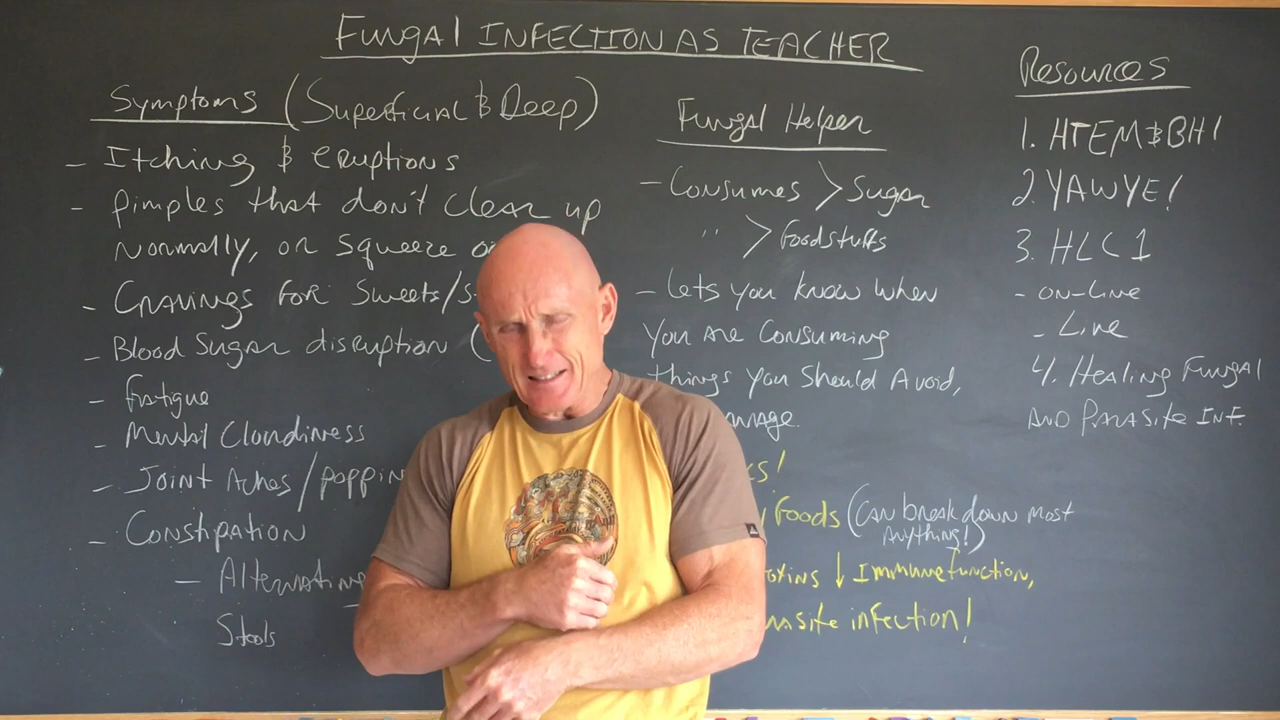 FUNGAL INFECTION AS TEACHER
Symptoms (Superficial & Deep)
- Itching & eruptions
- Pimples that don't clear up
normally, or squeeze
- Cravings for Sweets/
- Blood Sugar disruption (
- fatigue
- Mental Cloudiness
- Joint Aches/poppin
- Constipation
- Alternating
Stools
Fungal Helper
- Consumes > Sugar
" > foodstuffs
- Lets you know when
you are consuming
things you should avoid,
!
foods (can break down most
anything!)
↓ Immune function,
infection!
Resources
1. HTEM&BH!
2. YAWYE!
3. HLC 1
- on-line
- Live
4. Healing Fungal
and Parasite Inf.